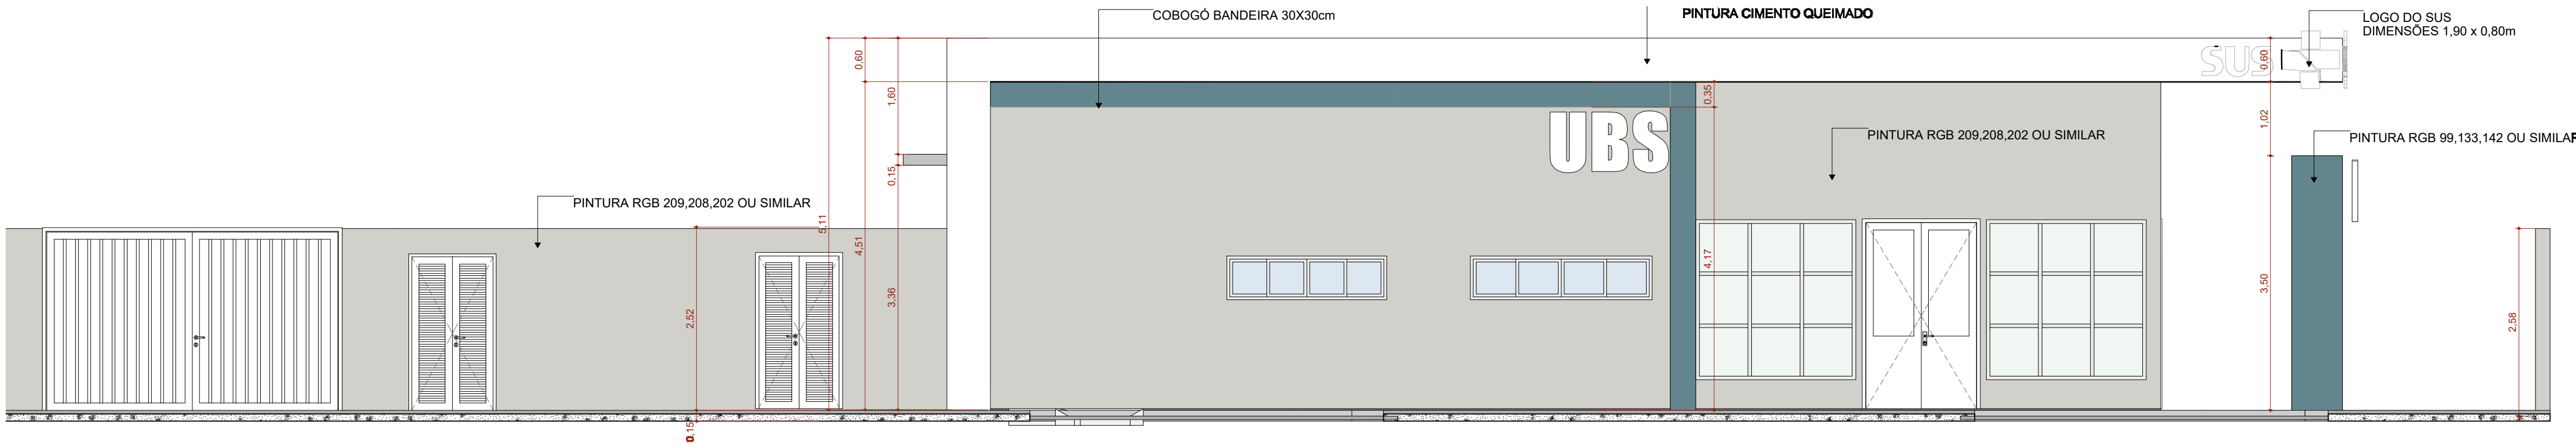 COBOGÓ BANDEIRA 30X30cm
PINTURA CIMENTO QUEIMADO
LOGO DO SUS
DIMENSÕES 1,90 x 0,80m
SUS
UBS
PINTURA RGB 209,208,202 OU SIMILAR
PINTURA RGB 99,133,142 OU SIMILAR
PINTURA RGB 209,208,202 OU SIMILAR
0,60
1,60
0,15
5,11
4,51
3,36
2,52
0,15
0,35
4,17
0,60
1,02
3,50
2,58